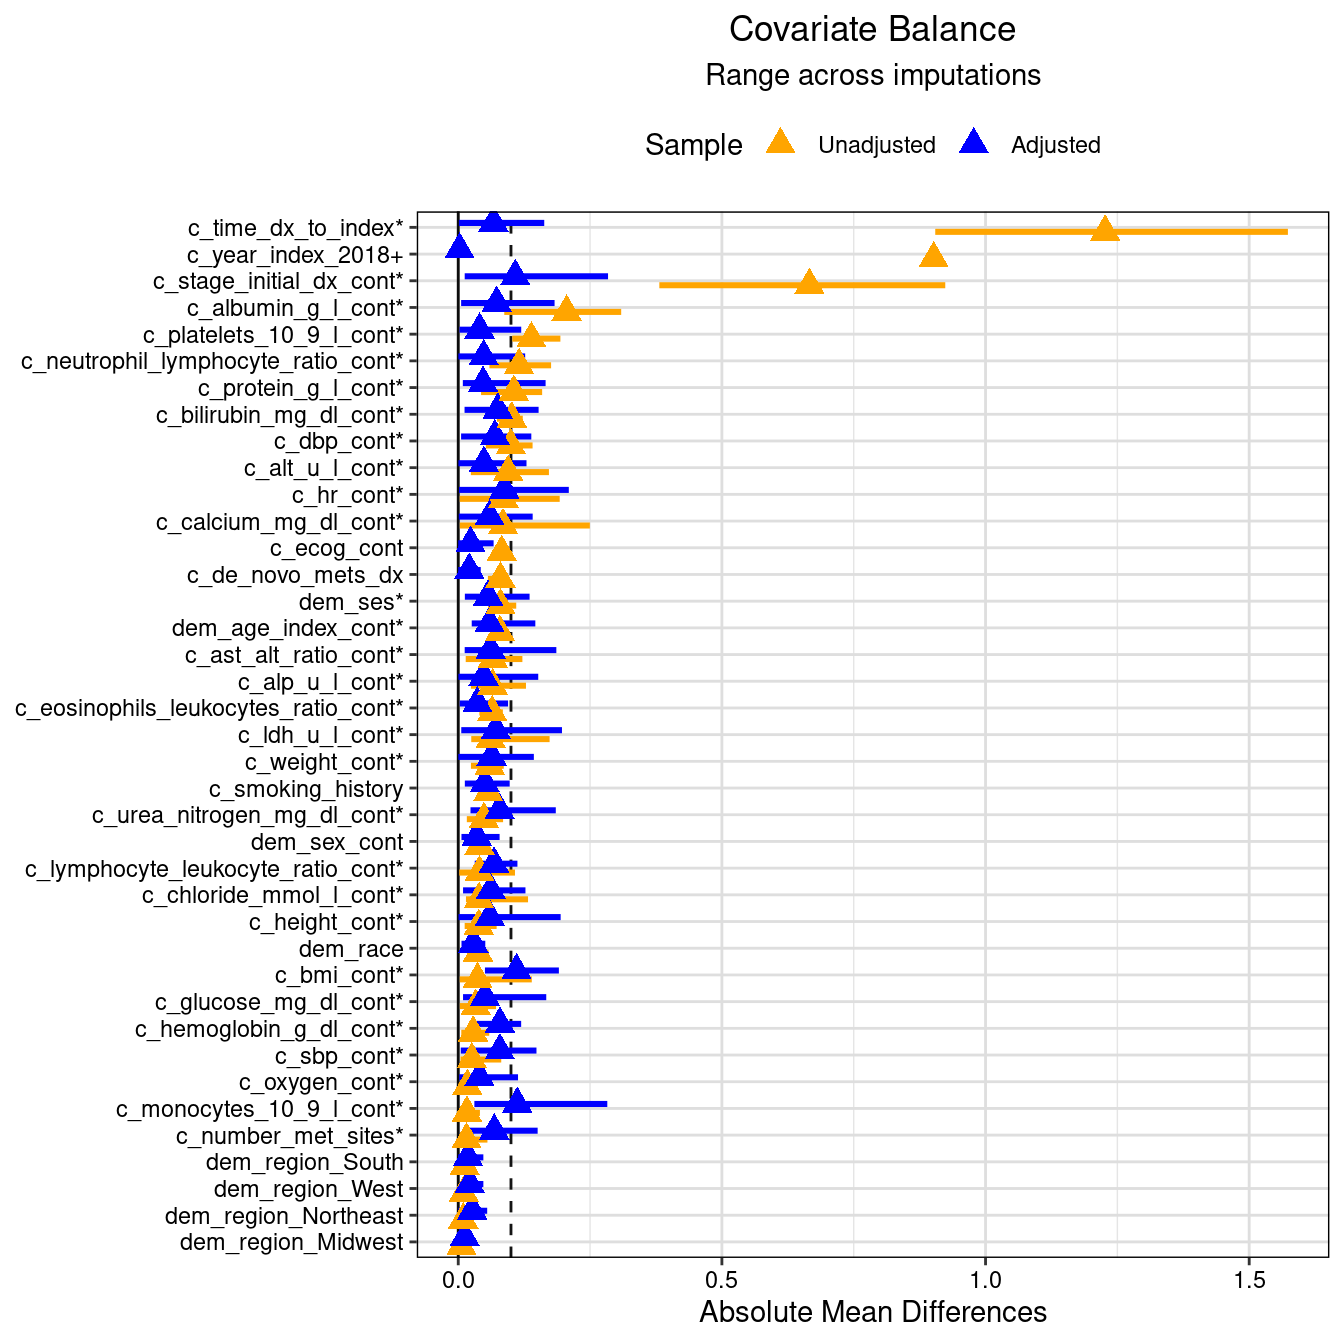 Covariate Balance
Range across imputations
Sample Unadjusted Adjusted
c_time_dx_to_index*
c_year_index_2018+
c_stage_initial_dx_cont*
c_albumin_g_l_cont*
c_platelets_10_9_l_cont*
c_neutrophil_lymphocyte_ratio_cont*
c_protein_g_l_cont*
c_bilirubin_mg_dl_cont*
c_dbp_cont*
c_alt_u_l_cont*
c_hr_cont*
c_calcium_mg_dl_cont*
c_ecog_cont
c_de_novo_mets_dx
dem_ses*
dem_age_index_cont*
c_ast_alt_ratio_cont*
c_alp_u_l_cont*
c_eosinophils_leukocytes_ratio_cont*
c_ldh_u_l_cont*
c_weight_cont*
c_smoking_history
c_urea_nitrogen_mg_dl_cont*
dem_sex_cont
c_lymphocyte_leukocyte_ratio_cont*
c_chloride_mmol_l_cont*
c_height_cont*
dem_race
c_bmi_cont*
c_glucose_mg_dl_cont*
c_hemoglobin_g_dl_cont*
c_sbp_cont*
c_oxygen_cont*
c_monocytes_10_9_l_cont*
c_number_met_sites*
dem_region_South
dem_region_West
dem_region_Northeast
dem_region_Midwest
0.0 0.5 1.0 1.5
Absolute Mean Differences